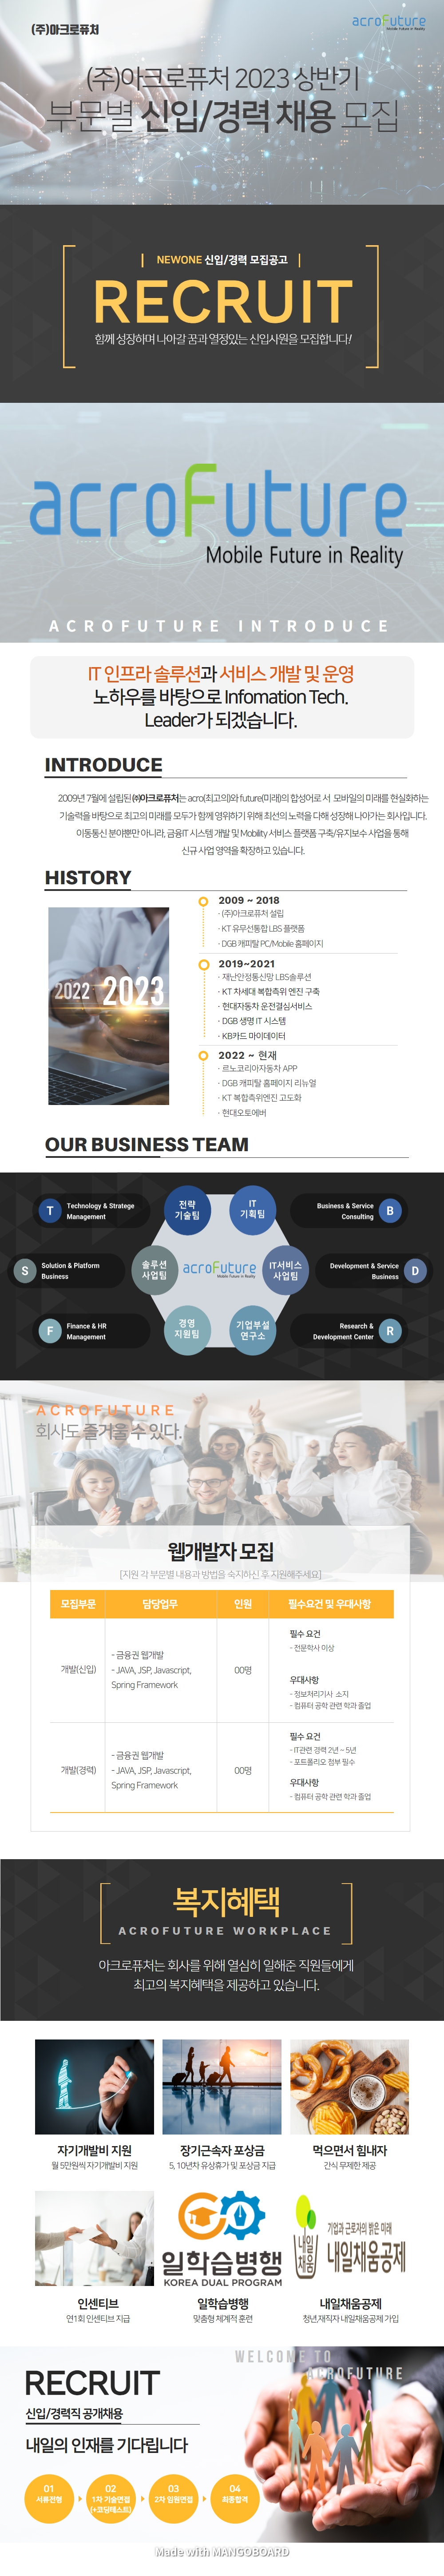 (주)아크로퓨처
acroFuture
Mobile Future in Reality
(주)아크로퓨처 2023 상반기
부문별 신입/경력 채용 모집
NEWONE 신입/경력 모집공고
RECRUIT
함께 성장하며 나아갈 꿈과 열정있는 신입사원을 모집합니다!
acroFuture
Mobile Future in Reality
ACROFUTURE INTRODUCE
IT 인프라 솔루션과 서비스 개발 및 운영
노하우를 바탕으로 Infomation Tech.
Leader가 되겠습니다.
INTRODUCE
2009년 7월에 설립된 ㈜아크로퓨처는 acro(최고의)와 future(미래)의 합성어로 서 모바일의 미래를 현실화하는
기술력을 바탕으로 최고의 미래를 모두가 함께 영위하기 위해 최선의 노력을 다해 성장해 나아가는 회사입니다.
이동통신 분야뿐만 아니라, 금융IT 시스템 개발 및 Mobility 서비스 플랫폼 구축/유지보수 사업을 통해
신규 사업 영역을 확장하고 있습니다.
HISTORY
2022 2023
2009 ~ 2018
· (주)아크로퓨처 설립
· KT 유무선통합 LBS 플랫폼
· DGB 캐피탈 PC/Mobile 홈페이지
2019~2021
· 재난안정통신망 LBS솔루션
· KT 차세대 복합측위 엔진 구축
· 현대자동차 운전결심서비스
· DGB 생명 IT 시스템
· KB카드 마이데이터
2022 ~ 현재
· 르노코리아자동차 APP
· DGB 캐피탈 홈페이지 리뉴얼
· KT 복합측위엔진 고도화
· 현대오토에버
OUR BUSINESS TEAM
T
Technology & Stratege
Management
전략
기술팀
IT
기획팀
Business & Service
Consulting
B
S
Solution & Platform
Business
솔루션
사업팀
acroFuture
Mobile Future in Reality
IT서비스
사업팀
Development & Service
Business
D
F
Finance & HR
Management
경영
지원팀
기업부설
연구소
Research &
Development Center
R
ACROFUTURE
회사도 즐거울 수 있다.
웹개발자 모집
[지원 각 부문별 내용과 방법을 숙지하신 후 지원해주세요]
모집부문 담당업무 인원 필수요건 및 우대사항
개발(신입)
- 금융권 웹개발
- JAVA, JSP, Javascript,
Spring Framework
00명
필수 요건
- 전문학사 이상
우대사항
- 정보처리기사 소지
- 컴퓨터 공학 관련 학과 졸업
개발(경력)
- 금융권 웹개발
- JAVA, JSP, Javascript,
Spring Framework
00명
필수 요건
- IT관련 경력 2년 ~ 5년
- 포트폴리오 첨부 필수
우대사항
- 컴퓨터 공학 관련 학과 졸업
복지혜택
ACROFUTURE WORKPLACE
아크로퓨처는 회사를 위해 열심히 일해준 직원들에게
최고의 복지혜택을 제공하고 있습니다.
자기개발비 지원
월 5만원씩 자기개발비 지원
장기근속자 포상금
5, 10년차 유상휴가 및 포상금 지급
먹으면서 힘내자
간식 무제한 제공
인센티브
연1회 인센티브 지급
일학습병행
KOREA DUAL PROGRAM
일학습병행
맞춤형 체계적 훈련
내일
채움
기업과 근로자의 밝은 미래
내일채움공제
내일채움공제
청년,재직자 내일채움공제 가입
WELCOME TO
ACROFUTURE
RECRUIT
신입/경력직 공개채용
내일의 인재를 기다립니다
01
서류전형
02
1차 기술면접
(+코딩테스트)
03
2차 임원면접
04
최종합격
Made with MANGOBOARD